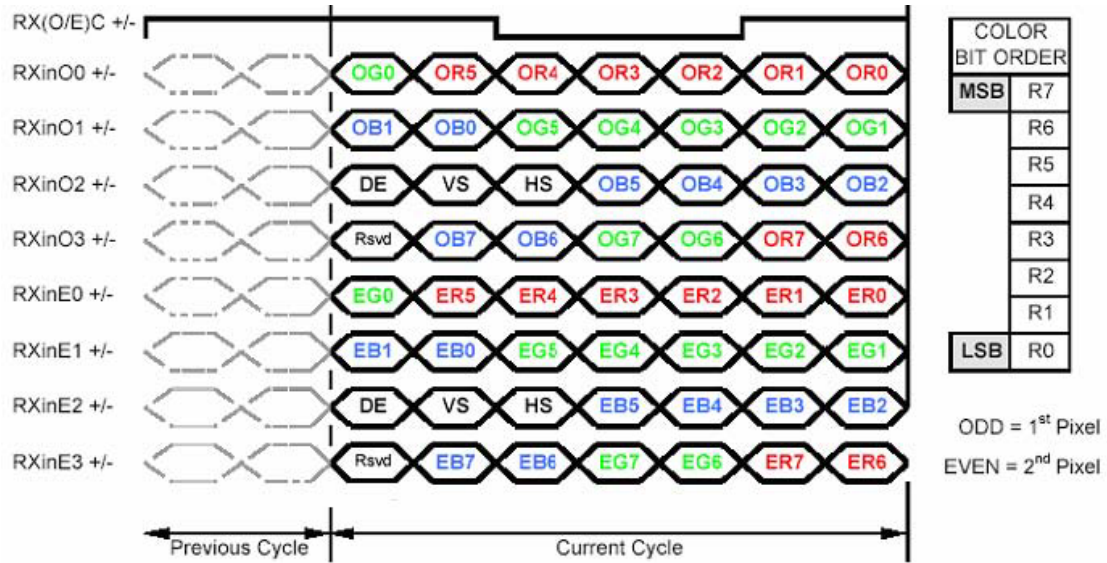 RX(O/E)C +/-
RXinO0 +/- OG0 OR5 OR4 OR3 OR2 OR1 OR0
RXinO1 +/- OB1 OB0 OG5 OG4 OG3 OG2 OG1
RXinO2 +/- DE VS HS OB5 OB4 OB3 OB2
RXinO3 +/- Rsvd OB7 OB6 OG7 OG6 OR7 OR6
RXinE0 +/- EG0 ER5 ER4 ER3 ER2 ER1 ER0
RXinE1 +/- EB1 EB0 EG5 EG4 EG3 EG2 EG1
RXinE2 +/- DE VS HS EB5 EB4 EB3 EB2
RXinE3 +/- Rsvd EB7 EB6 EG7 EG6 ER7 ER6
Previous Cycle Current Cycle
COLOR
BIT ORDER
MSB R7
R6
R5
R4
R3
R2
R1
LSB R0
ODD = 1st Pixel
EVEN = 2nd Pixel